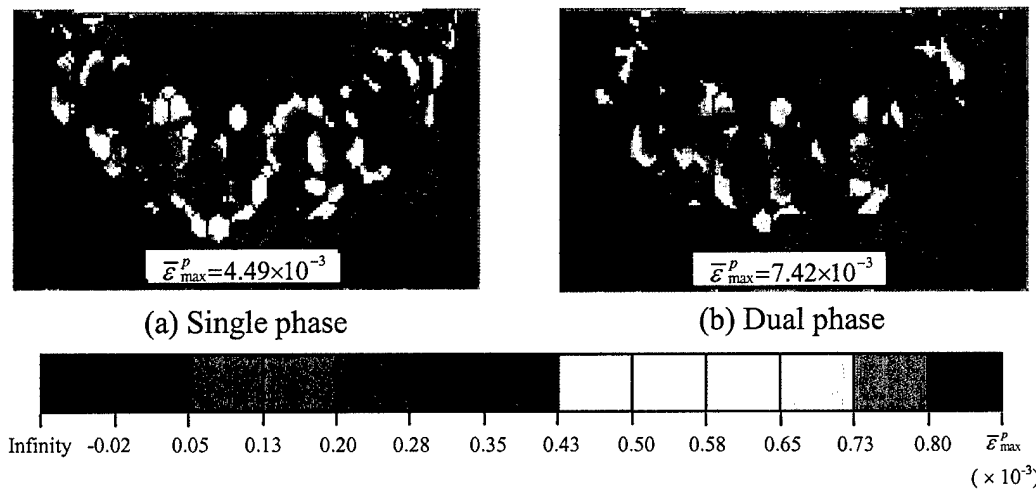 ε̅ᵖmax=4.49×10⁻³
ε̅ᵖmax=7.42×10⁻³
(a) Single phase
(b) Dual phase
Infinity -0.02 0.05 0.13 0.20 0.28 0.35 0.43 0.50 0.58 0.65 0.73 0.80 ε̅ᵖmax
( × 10⁻³)